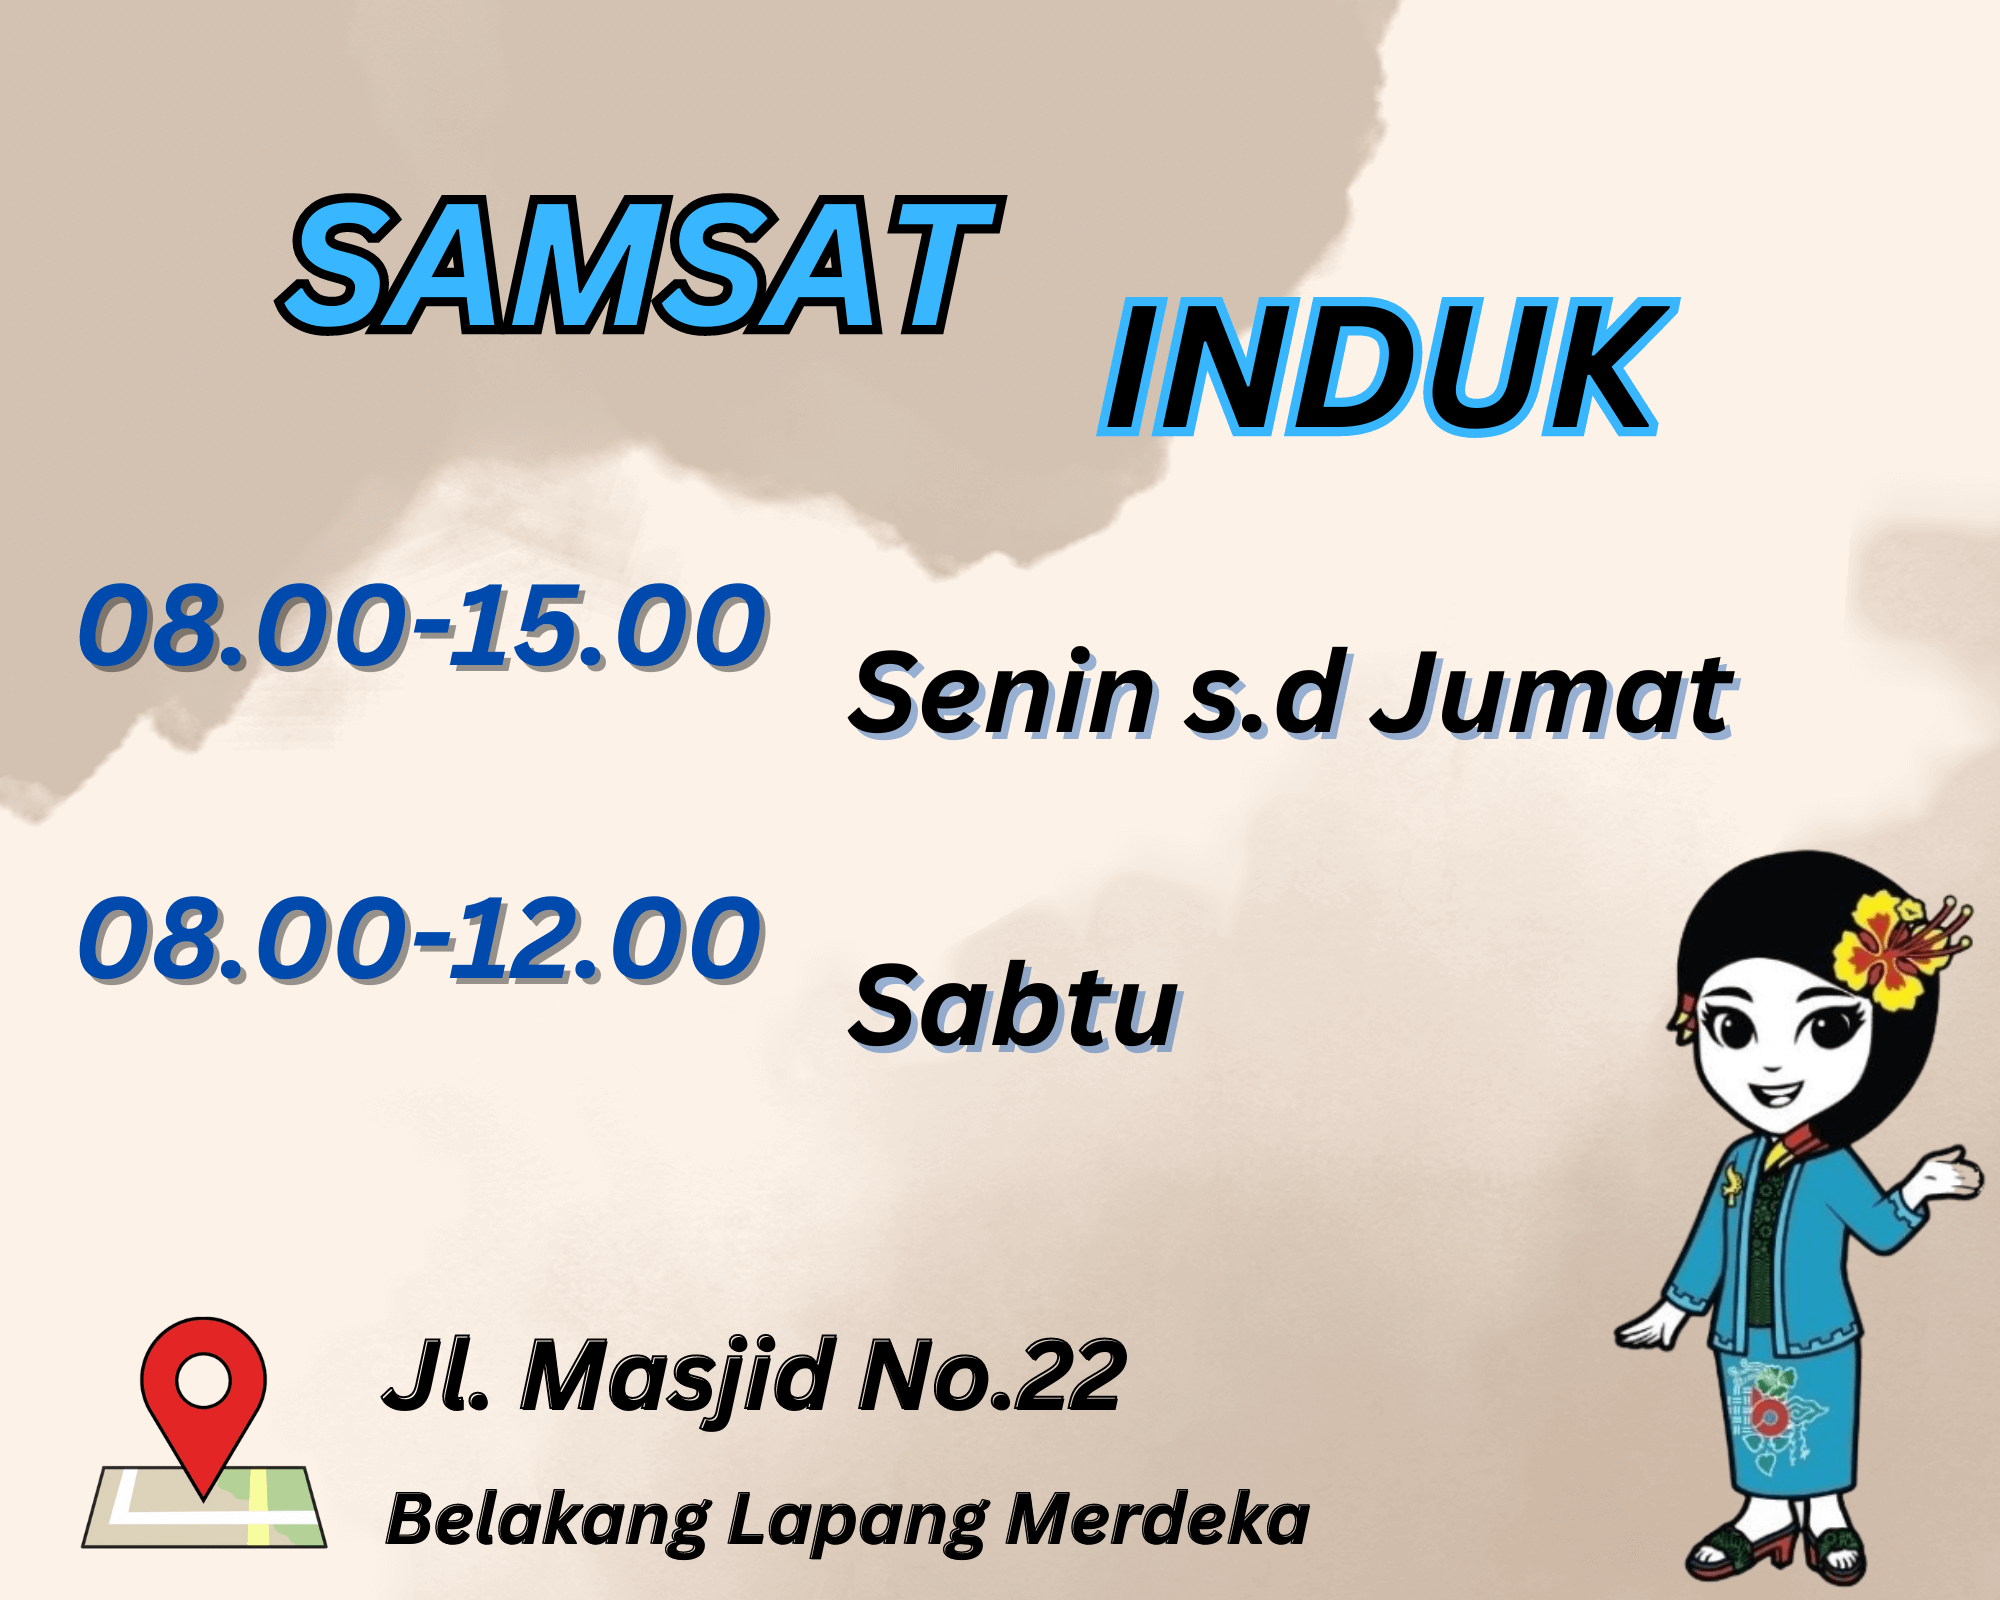 SAMSAT
INDUK
08.00-15.00
Senin s.d Jumat
08.00-12.00
Sabtu
Jl. Masjid No.22
Belakang Lapang Merdeka